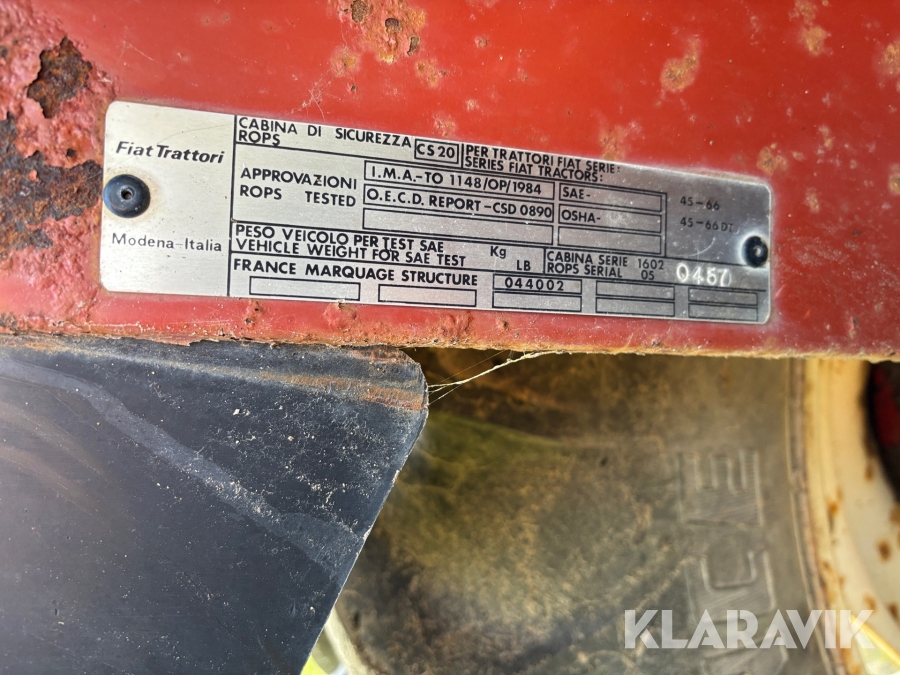 Fiat Trattori
Modena-Italia
CABINA DI SICUREZZA
ROPS
CS 20
PER TRATTORI FIAT SERIE:
SERIES FIAT TRACTORS:
APPROVAZIONI
ROPS TESTED
I.M.A.-TO 1148/OP/1984
O.E.C.D. REPORT-CSD 0890
SAE-
OSHA-
45-66
45-66 DT
PESO VEICOLO PER TEST SAE
VEHICLE WEIGHT FOR SAE TEST
Kg
LB
CABINA SERIE 1602
ROPS SERIAL 05
FRANCE MARQUAGE STRUCTURE
044002
KLARAVIK